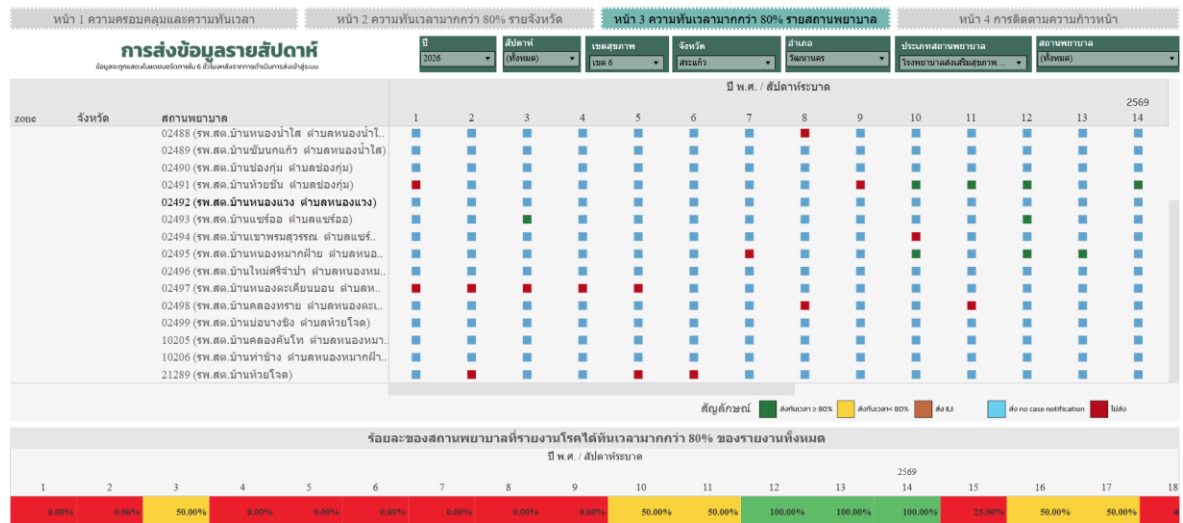 หน้า 1 ความครอบคลุมและความทันเวลา
หน้า 2 ความทันเวลามากกว่า 80% รายจังหวัด
หน้า 3 ความทันเวลามากกว่า 80% รายสถานพยาบาล
หน้า 4 การติดตามความก้าวหน้า
การส่งข้อมูลรายสัปดาห์
ปี
2026
สัปดาห์
(ทั้งหมด)
เขตสุขภาพ
เขต 6
จังหวัด
สระแก้ว
อำเภอ
วัฒนานคร
ประเภทสถานพยาบาล
โรงพยาบาลส่งเสริมสุขภาพ...
สถานพยาบาล
(ทั้งหมด)
ปี พ.ศ. / สัปดาห์ระบาด
2569
zone จังหวัด สถานพยาบาล 1 2 3 4 5 6 7 8 9 10 11 12 13 14
02488 (รพ.สต.บ้านหนองน้ำใส ตำบลหนองน้ำใ..
02489 (รพ.สต.บ้านซับนกแก้ว ตำบลหนองน้ำใส)
02490 (รพ.สต.บ้านช่องกุ่ม ตำบลช่องกุ่ม)
02491 (รพ.สต.บ้านห้วยชัน ตำบลช่องกุ่ม)
02492 (รพ.สต.บ้านหนองแวง ตำบลหนองแวง)
02493 (รพ.สต.บ้านแซร์ออ ตำบลแซร์ออ)
02494 (รพ.สต.บ้านเขาพรมสุวรรณ ตำบลแซร์..
02495 (รพ.สต.บ้านหนองหมากฝ้าย ตำบลหนอ..
02496 (รพ.สต.บ้านใหม่ศรีจำปา ตำบลหนองหม..
02497 (รพ.สต.บ้านหนองตะเคียนบอน ตำบลห..
02498 (รพ.สต.บ้านคลองทราย ตำบลหนองตะเ..
02499 (รพ.สต.บ้านบ่อนางชิง ตำบลห้วยโจด)
10205 (รพ.สต.บ้านคลองคันโท ตำบลหนองหมา..
10206 (รพ.สต.บ้านท่าช้าง ตำบลหนองหมากฝ้า..
21289 (รพ.สต.บ้านห้วยโจด)
สัญลักษณ์ ส่งทันเวลา ≥ 80% ส่งทันเวลา< 80% ส่ง ILI ส่ง no case notification ไม่ส่ง
ร้อยละของสถานพยาบาลที่รายงานโรคได้ทันเวลามากกว่า 80% ของรายงานทั้งหมด
ปี พ.ศ. / สัปดาห์ระบาด
2569
1 2 3 4 5 6 7 8 9 10 11 12 13 14 15 16 17 18
0.00% 0.00% 50.00% 0.00% 0.00% 0.00% 0.00% 0.00% 0.00% 50.00% 50.00% 100.00% 100.00% 100.00% 25.00% 50.00% 50.00%